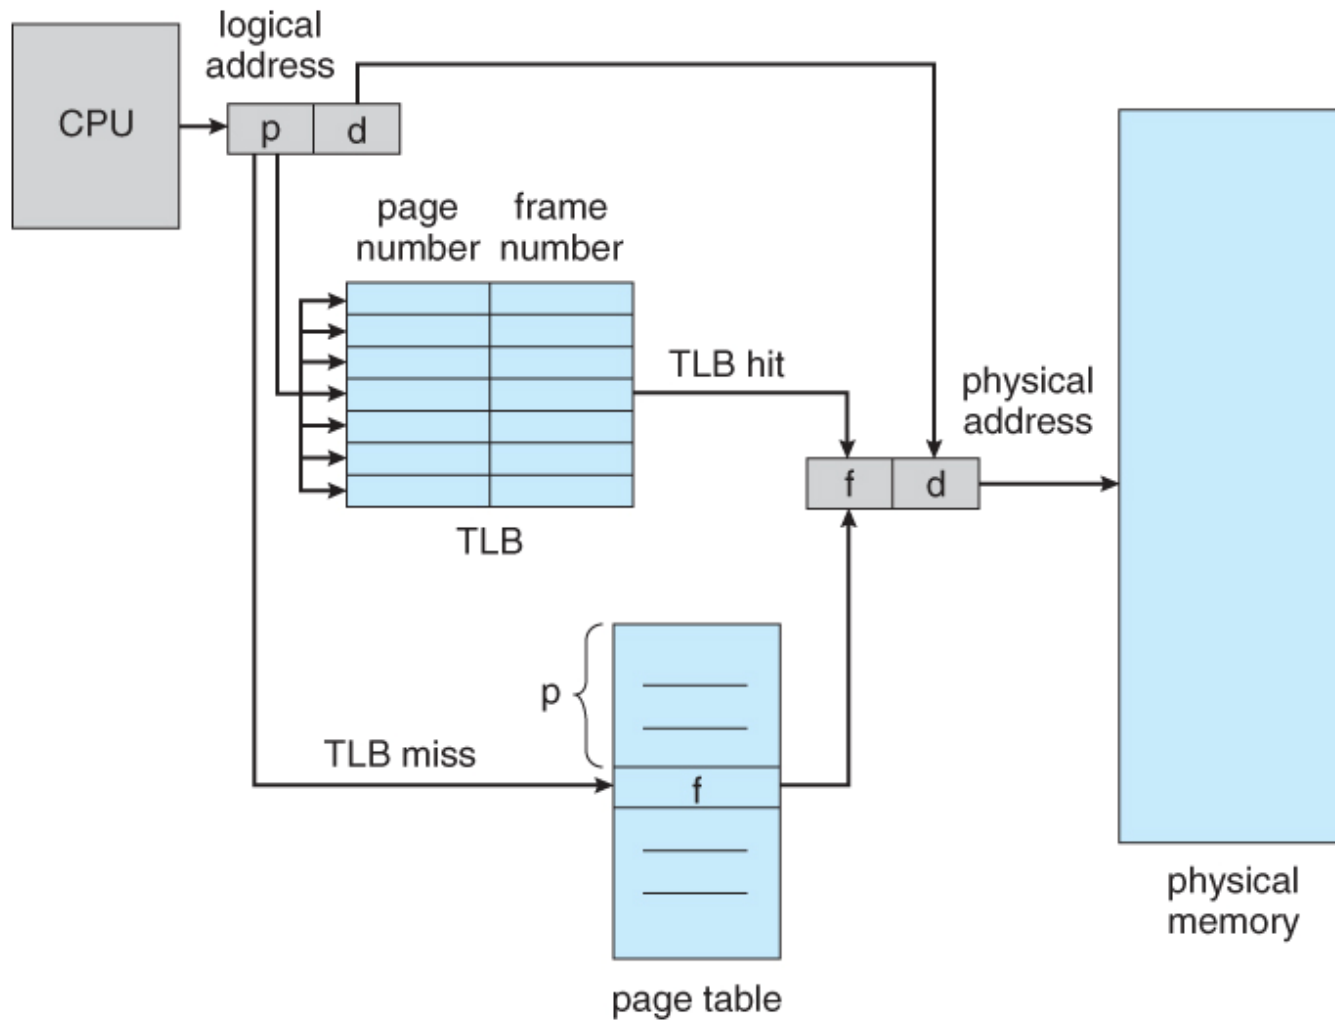 logical
address
CPU
p
d
page
number
frame
number
TLB hit
TLB
physical
address
f
d
p
TLB miss
f
page table
physical
memory